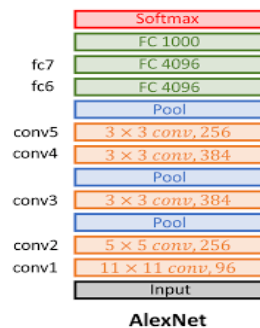 Softmax
FC 1000
fc7 FC 4096
fc6 FC 4096
Pool
conv5 3 × 3 conv, 256
conv4 3 × 3 conv, 384
Pool
conv3 3 × 3 conv, 384
Pool
conv2 5 × 5 conv, 256
conv1 11 × 11 conv, 96
Input
AlexNet